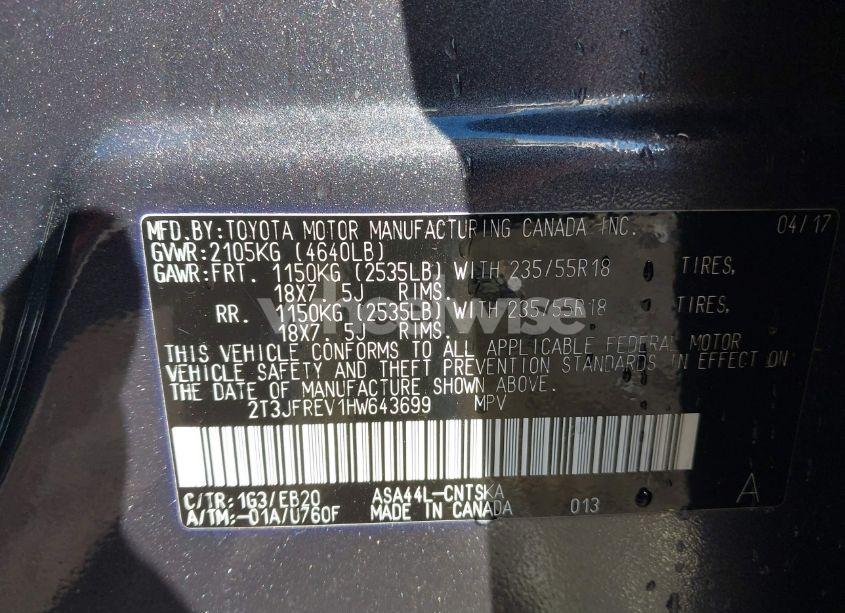 MFD.BY:TOYOTA MOTOR MANUFACTURING CANADA INC. 04/17
GVWR:2105KG (4640LB)
GAWR:FRT. 1150KG (2535LB) WITH 235/55R18 TIRES,
18X7.5J RIMS.
RR. 1150KG (2535LB) WITH 235/55R18 TIRES,
18X7.5J RIMS.
THIS VEHICLE CONFORMS TO ALL APPLICABLE FEDERAL MOTOR
VEHICLE SAFETY AND THEFT PREVENTION STANDARDS IN EFFECT ON
THE DATE OF MANUFACTURE SHOWN ABOVE.
2T3JFREV1HW643699 MPV
C/TR:1G3/EB20 ASA44L-CNTSKA A
A/TM:-01A/U760F MADE IN CANADA 013
wheelwise